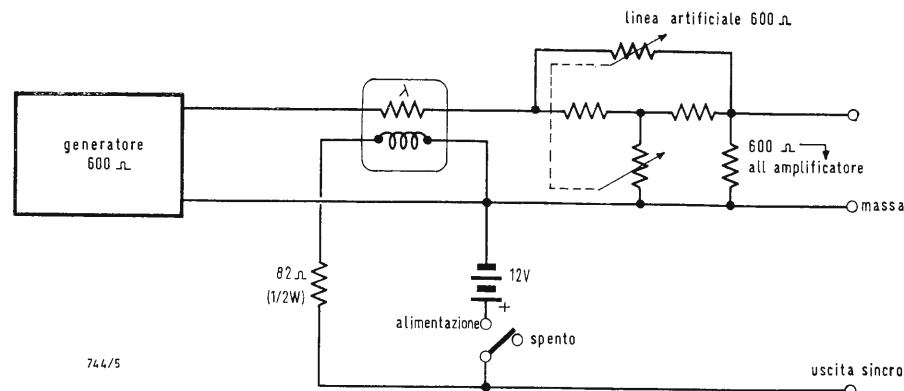 linea artificiale 600 Ω
λ
generatore
600 Ω
600 Ω
all amplificatore
massa
82 Ω
(1/2W)
12V
+
alimentazione
spento
744/5
uscita sincro